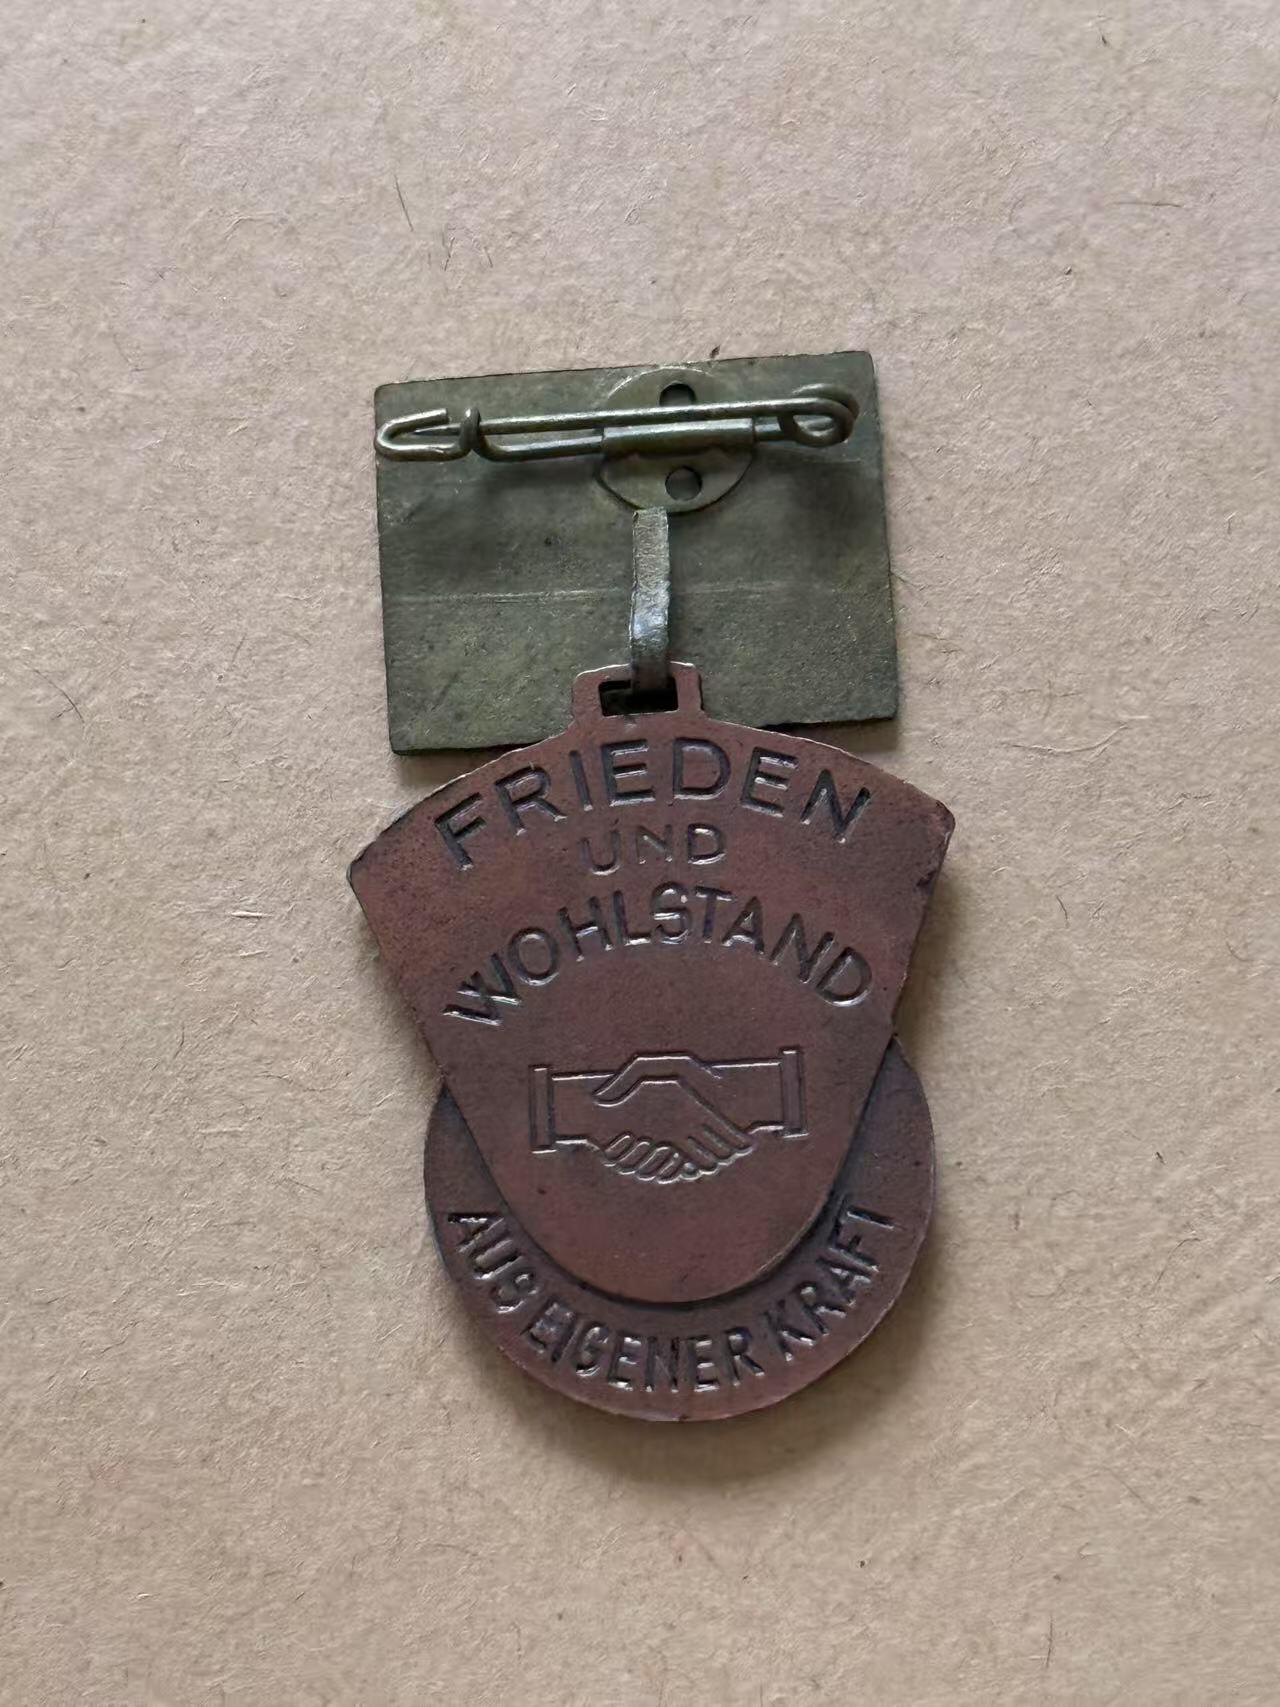 FRIEDEN
UND
WOHLSTAND
AUS EIGENER KRAFT